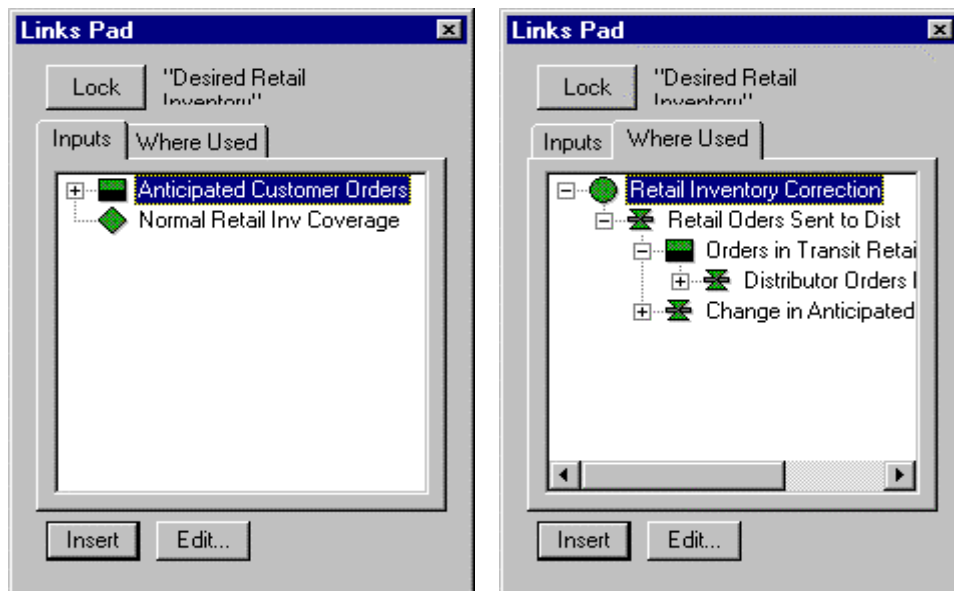 Links Pad
Lock
"Desired Retail
Inventory"
Inputs
Where Used
Anticipated Customer Orders
Normal Retail Inv Coverage
Insert
Edit...
Links Pad
Lock
"Desired Retail
Inventory"
Inputs
Where Used
Retail Inventory Correction
Retail Oders Sent to Dist
Orders in Transit Retai
Distributor Orders
Change in Anticipated
Insert
Edit...